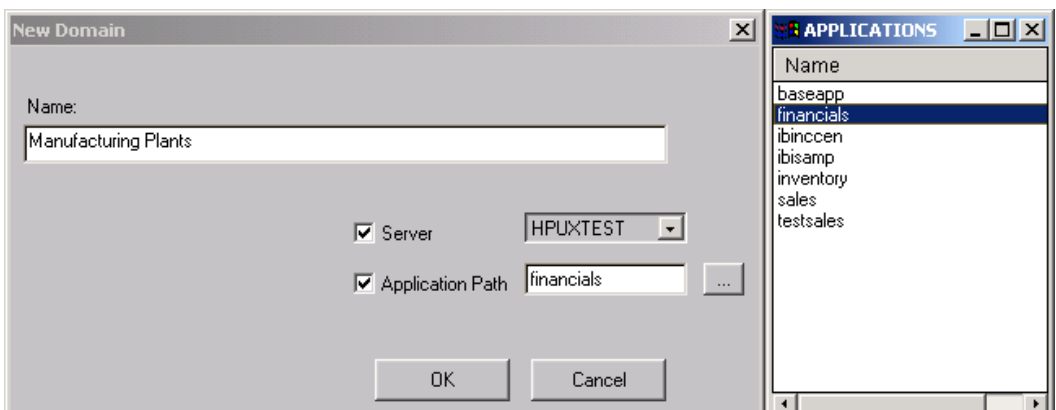 New Domain
Name:
Manufacturing Plants
Server
HPUXTEST
Application Path
financials
...
OK
Cancel
APPLICATIONS
Name
baseapp
financials
ibinccen
ibisamp
inventory
sales
testsales